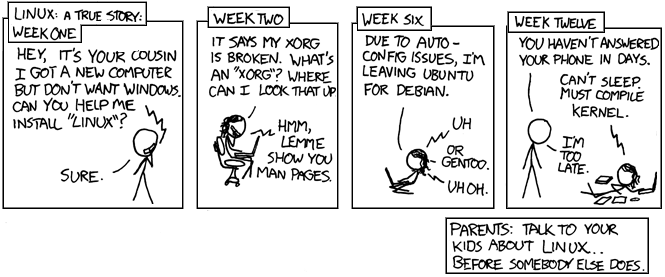 LINUX: A TRUE STORY:
WEEK ONE
HEY, IT'S YOUR COUSIN
I GOT A NEW COMPUTER
BUT DON'T WANT WINDOWS.
CAN YOU HELP ME
INSTALL "LINUX"?
SURE.
WEEK TWO
IT SAYS MY XORG
IS BROKEN. WHAT'S
AN "XORG"? WHERE
CAN I LOOK THAT UP
HMM,
LEMME
SHOW YOU
MAN PAGES.
WEEK SIX
DUE TO AUTO-
CONFIG ISSUES, I'M
LEAVING UBUNTU
FOR DEBIAN.
UH
OR
GENTOO.
UH OH.
WEEK TWELVE
YOU HAVEN'T ANSWERED
YOUR PHONE IN DAYS.
CAN'T SLEEP.
MUST COMPILE
KERNEL.
I'M
TOO
LATE.
PARENTS: TALK TO YOUR
KIDS ABOUT LINUX...
BEFORE SOMEBODY ELSE DOES.